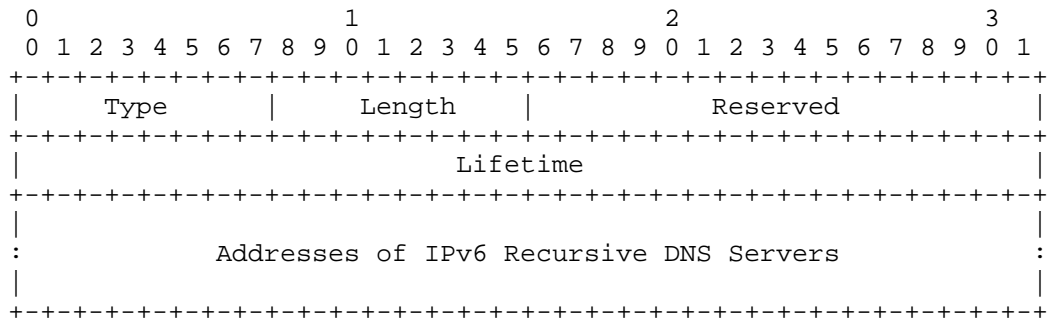 0                   1                   2                   3
 0 1 2 3 4 5 6 7 8 9 0 1 2 3 4 5 6 7 8 9 0 1 2 3 4 5 6 7 8 9 0 1
+-+-+-+-+-+-+-+-+-+-+-+-+-+-+-+-+-+-+-+-+-+-+-+-+-+-+-+-+-+-+-+-+
|     Type      |     Length    |           Reserved            |
+-+-+-+-+-+-+-+-+-+-+-+-+-+-+-+-+-+-+-+-+-+-+-+-+-+-+-+-+-+-+-+-+
|                           Lifetime                            |
+-+-+-+-+-+-+-+-+-+-+-+-+-+-+-+-+-+-+-+-+-+-+-+-+-+-+-+-+-+-+-+-+
|                                                               |
:            Addresses of IPv6 Recursive DNS Servers            :
|                                                               |
+-+-+-+-+-+-+-+-+-+-+-+-+-+-+-+-+-+-+-+-+-+-+-+-+-+-+-+-+-+-+-+-+